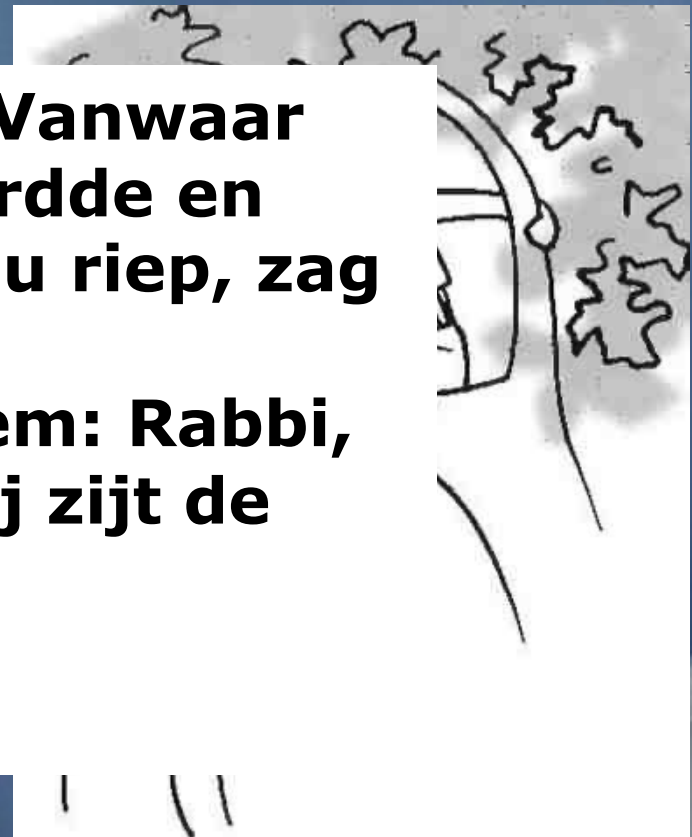 Vanwaar
rdde en
u riep, zag
em: Rabbi,
j zijt de